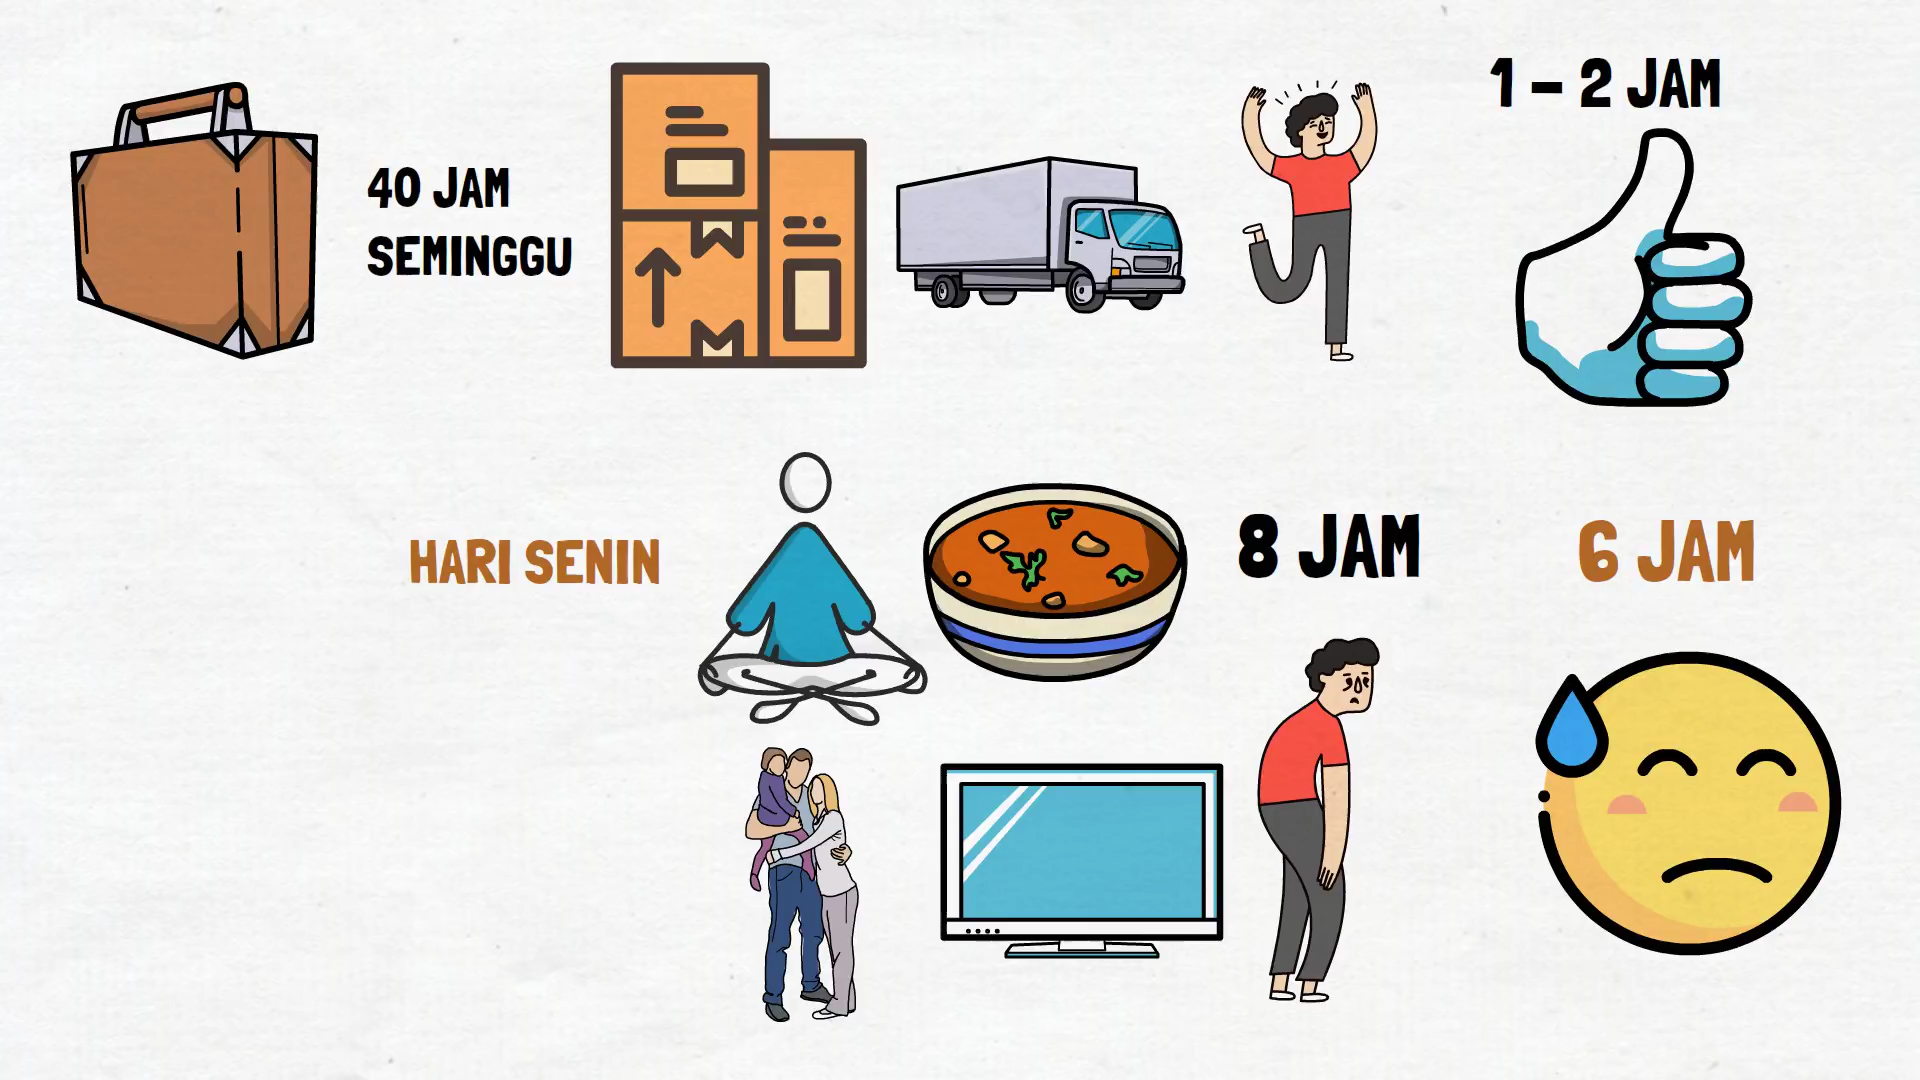 1 – 2 JAM
40 JAM
SEMINGGU
HARI SENIN
8 JAM
6 JAM